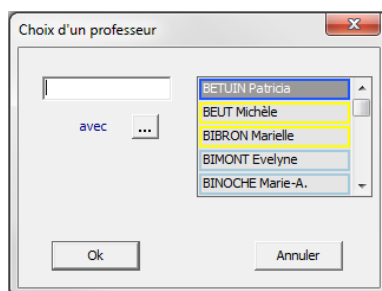 Choix d'un professeur
avec ...
BETUIN Patricia
BEUT Michèle
BIBRON Marielle
BIMONT Evelyne
BINOCHE Marie-A.
Ok
Annuler